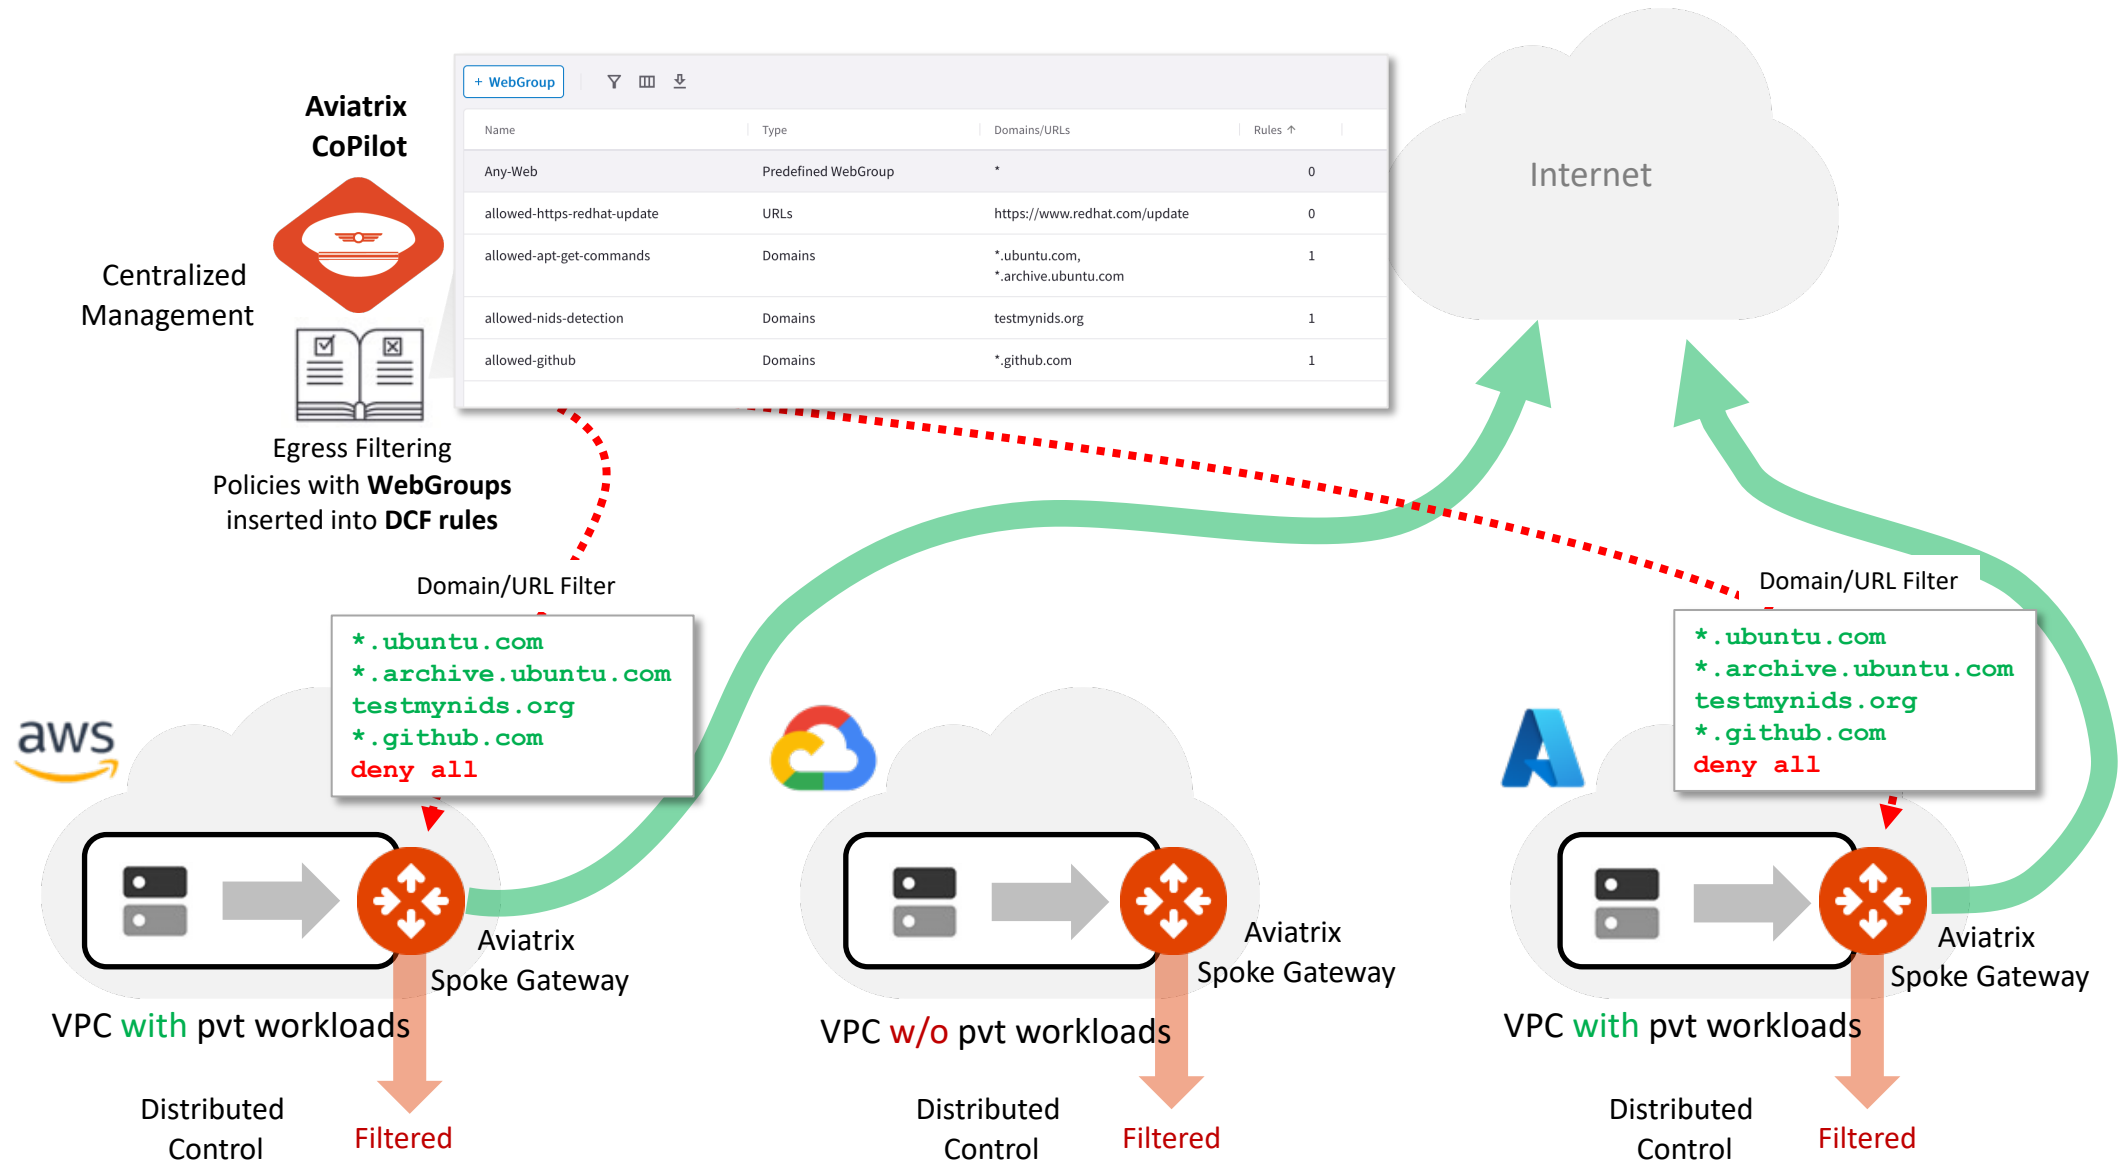 Aviatrix
CoPilot
Centralized
Management
Egress Filtering
Policies with WebGroups
inserted into DCF rules
+ WebGroup
Name Type Domains/URLs Rules ↑
Any-Web Predefined WebGroup * 0
allowed-https-redhat-update URLs https://www.redhat.com/update 0
allowed-apt-get-commands Domains *.ubuntu.com, 1
*.archive.ubuntu.com
allowed-nids-detection Domains testmynids.org 1
allowed-github Domains *.github.com 1
Internet
Domain/URL Filter
*.ubuntu.com
*.archive.ubuntu.com
testmynids.org
*.github.com
deny all
Domain/URL Filter
*.ubuntu.com
*.archive.ubuntu.com
testmynids.org
*.github.com
deny all
aws
Aviatrix
Spoke Gateway
VPC with pvt workloads
Distributed
Control
Filtered
Aviatrix
Spoke Gateway
VPC w/o pvt workloads
Distributed
Control
Filtered
Aviatrix
Spoke Gateway
VPC with pvt workloads
Distributed
Control
Filtered